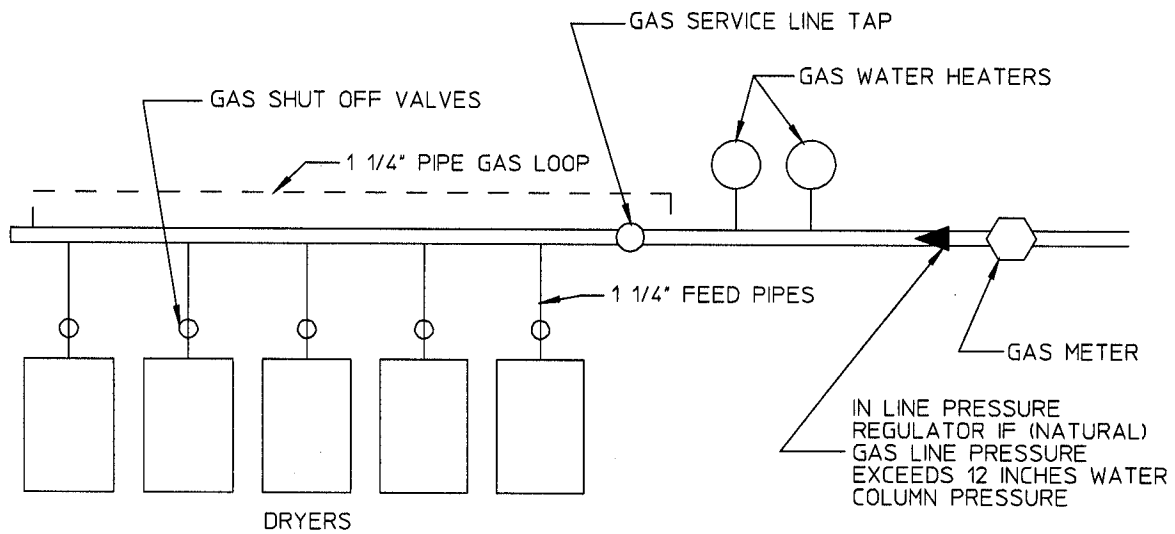 GAS SERVICE LINE TAP
GAS WATER HEATERS
GAS SHUT OFF VALVES
1 1/4" PIPE GAS LOOP
1 1/4" FEED PIPES
GAS METER
IN LINE PRESSURE
REGULATOR IF (NATURAL)
GAS LINE PRESSURE
EXCEEDS 12 INCHES WATER
COLUMN PRESSURE
DRYERS